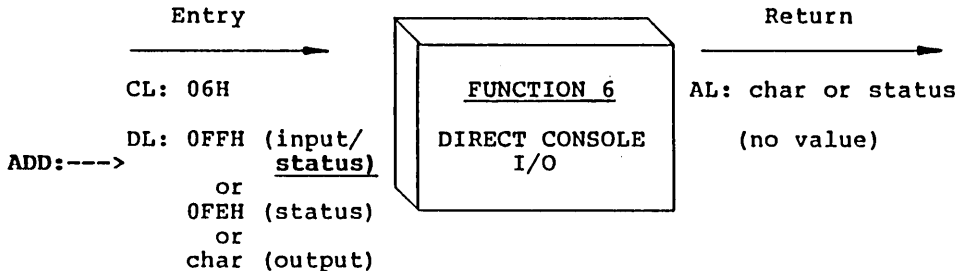 Entry
Return
CL: 06H
FUNCTION 6
AL: char or status
DL: 0FFH (input/
DIRECT CONSOLE
(no value)
ADD:--->
status)
I/O
or
0FEH (status)
or
char (output)